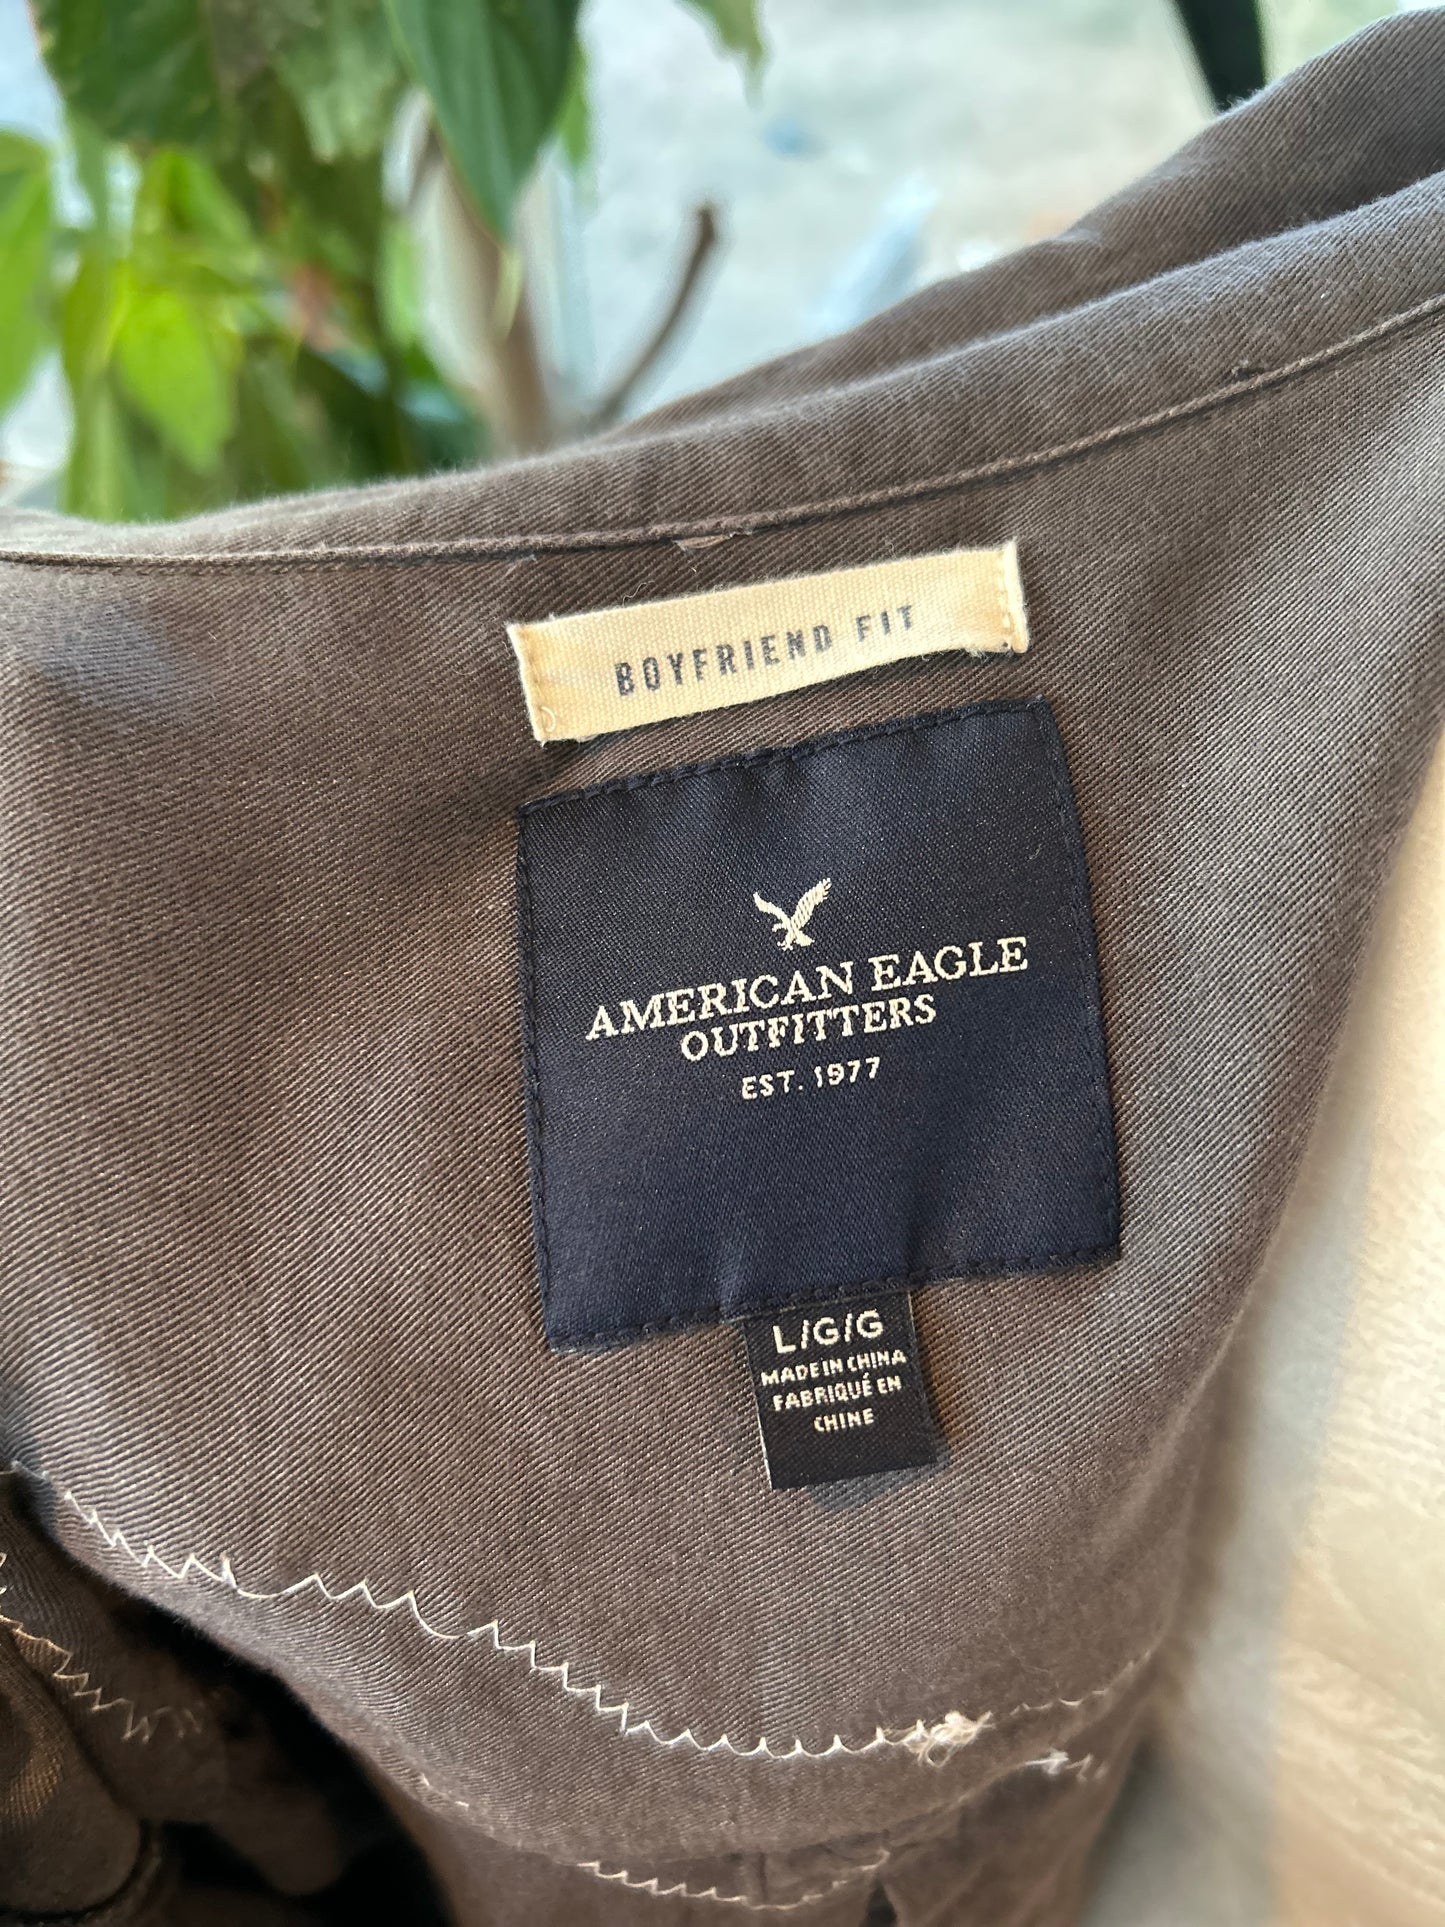 BOYFRIEND FIT
AMERICAN EAGLE
OUTFITTERS
EST. 1977
L/G/G
MADE IN CHINA
FABRIQUÉ EN
CHINE